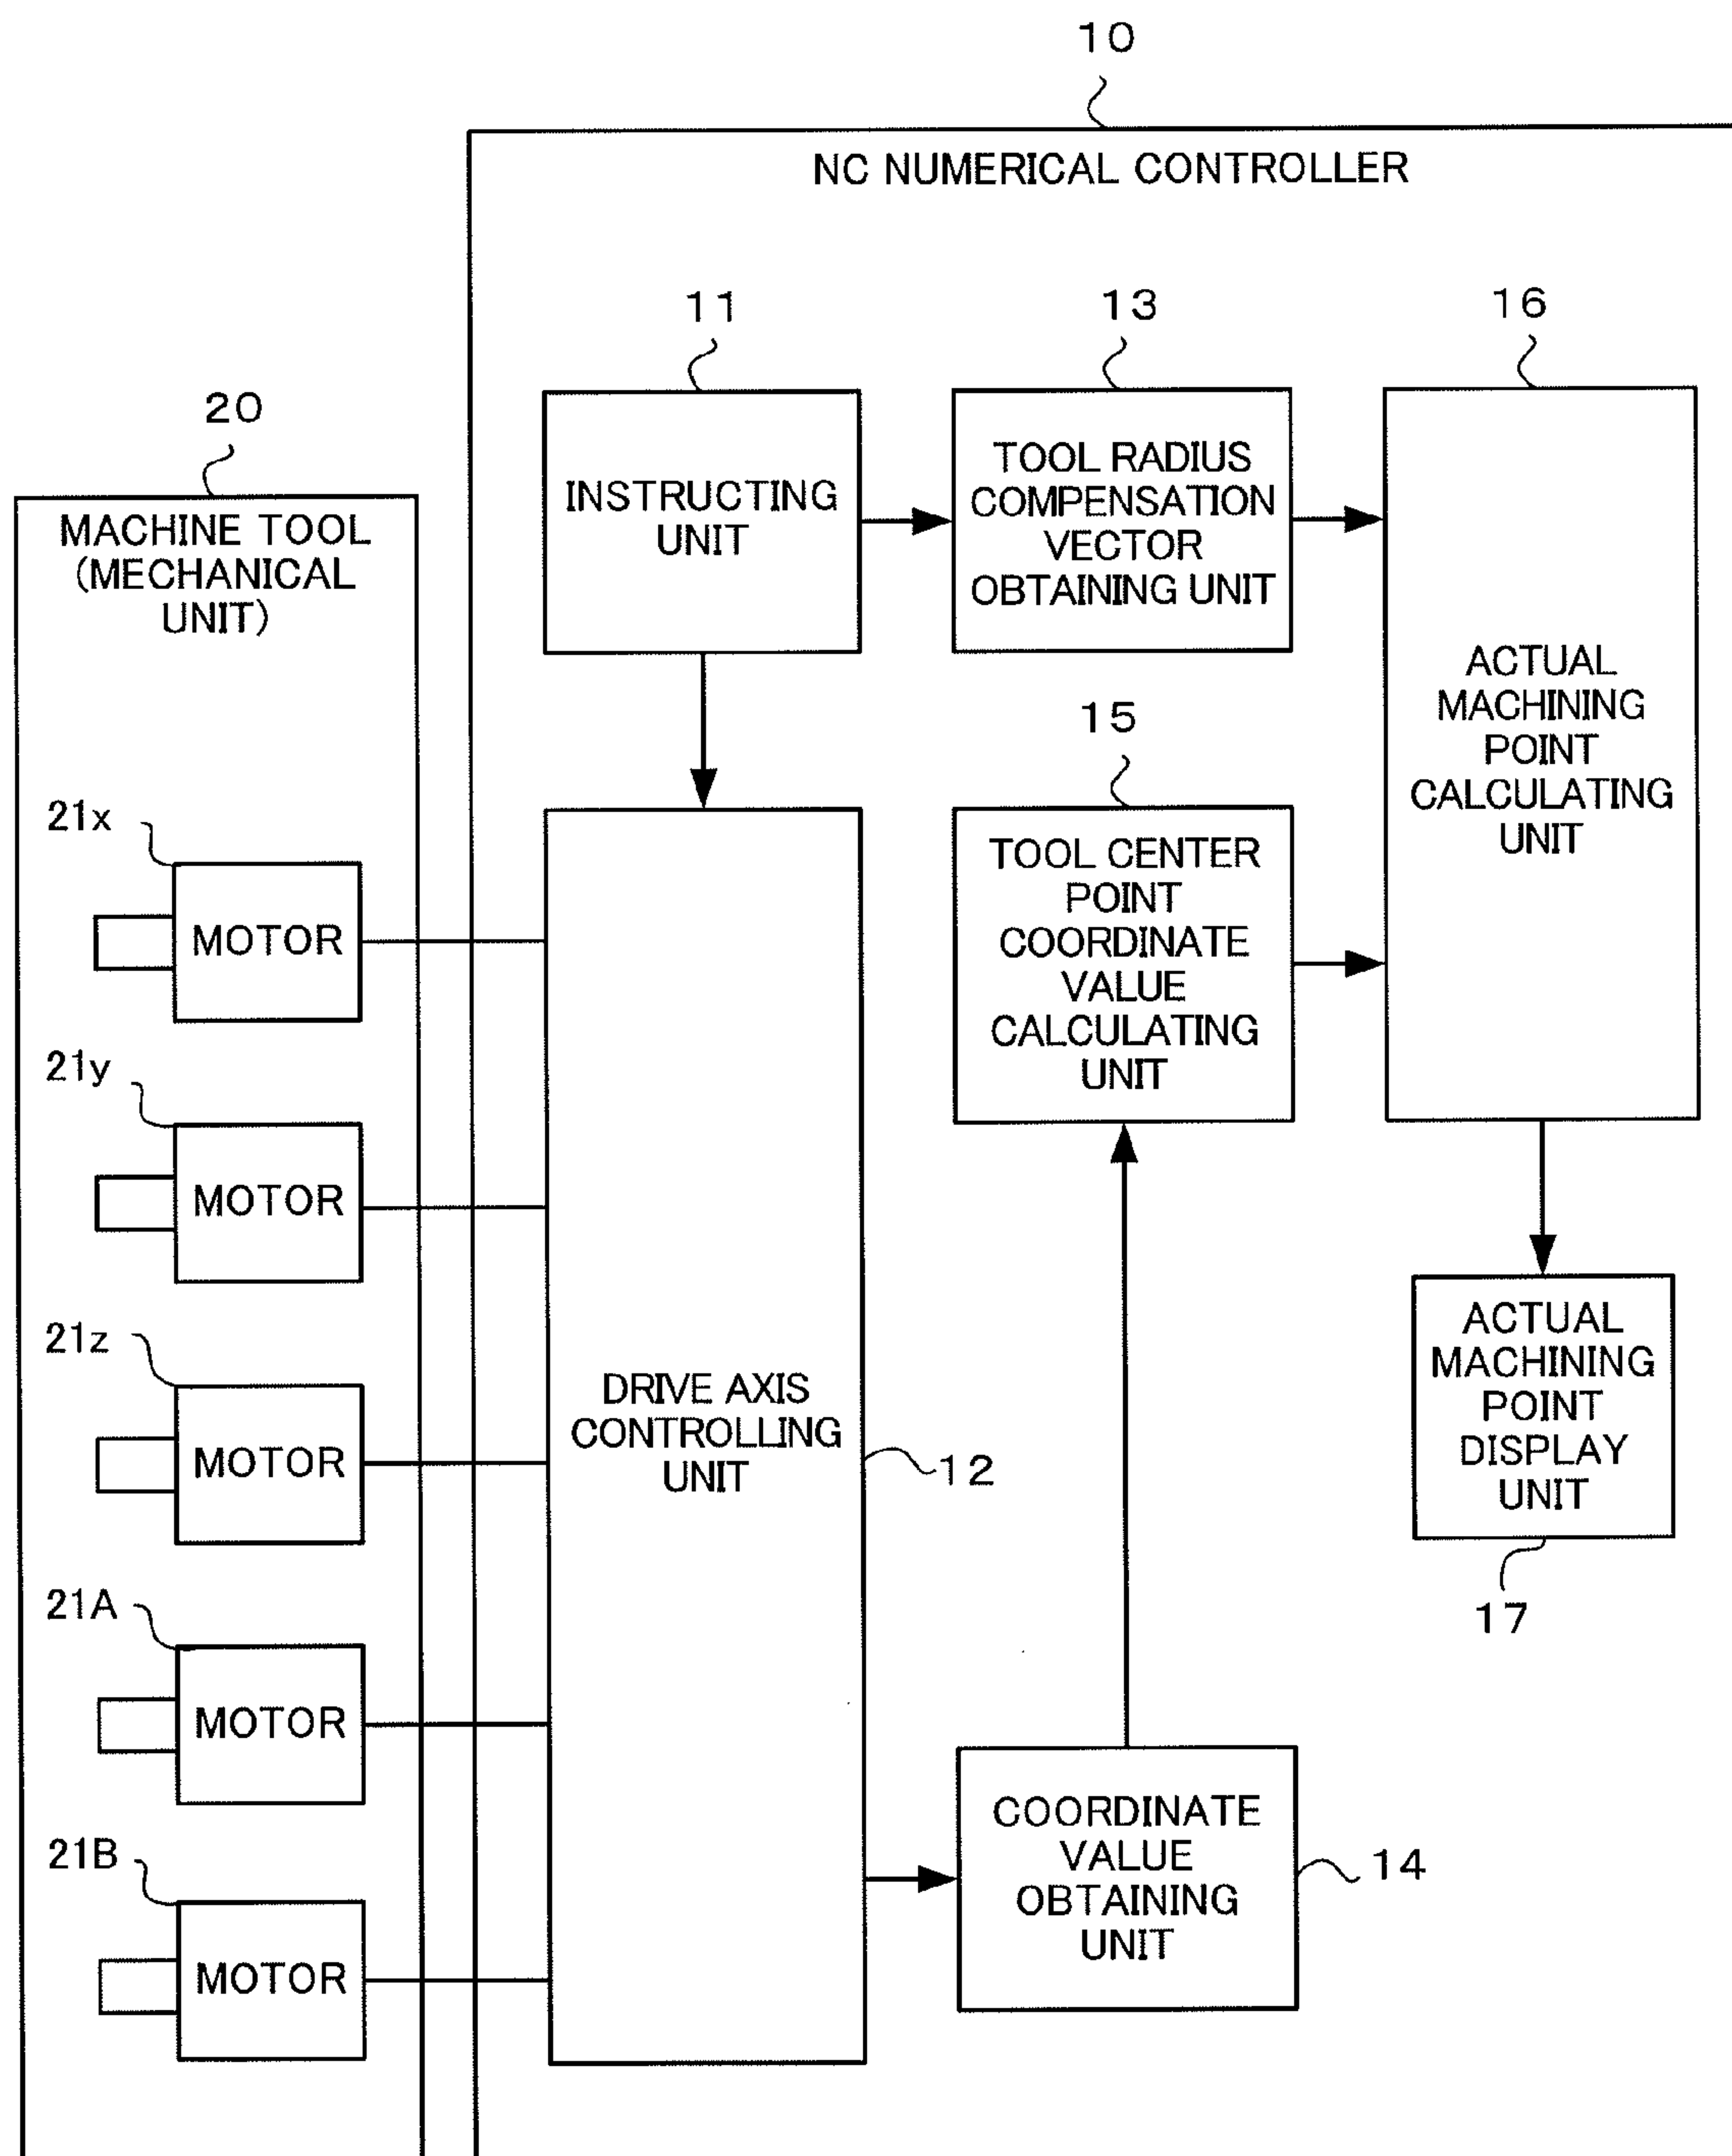 10
NC NUMERICAL CONTROLLER
11
13
16
20
INSTRUCTING
UNIT
TOOL RADIUS
COMPENSATION
VECTOR
OBTAINING UNIT
ACTUAL
MACHINING
POINT
CALCULATING
UNIT
MACHINE TOOL
(MECHANICAL
UNIT)
15
TOOL CENTER
POINT
COORDINATE
VALUE
CALCULATING
UNIT
21x
MOTOR
21y
MOTOR
21z
MOTOR
21A
MOTOR
21B
MOTOR
DRIVE AXIS
CONTROLLING
UNIT
12
ACTUAL
MACHINING
POINT
DISPLAY
UNIT
17
COORDINATE
VALUE
OBTAINING
UNIT
14